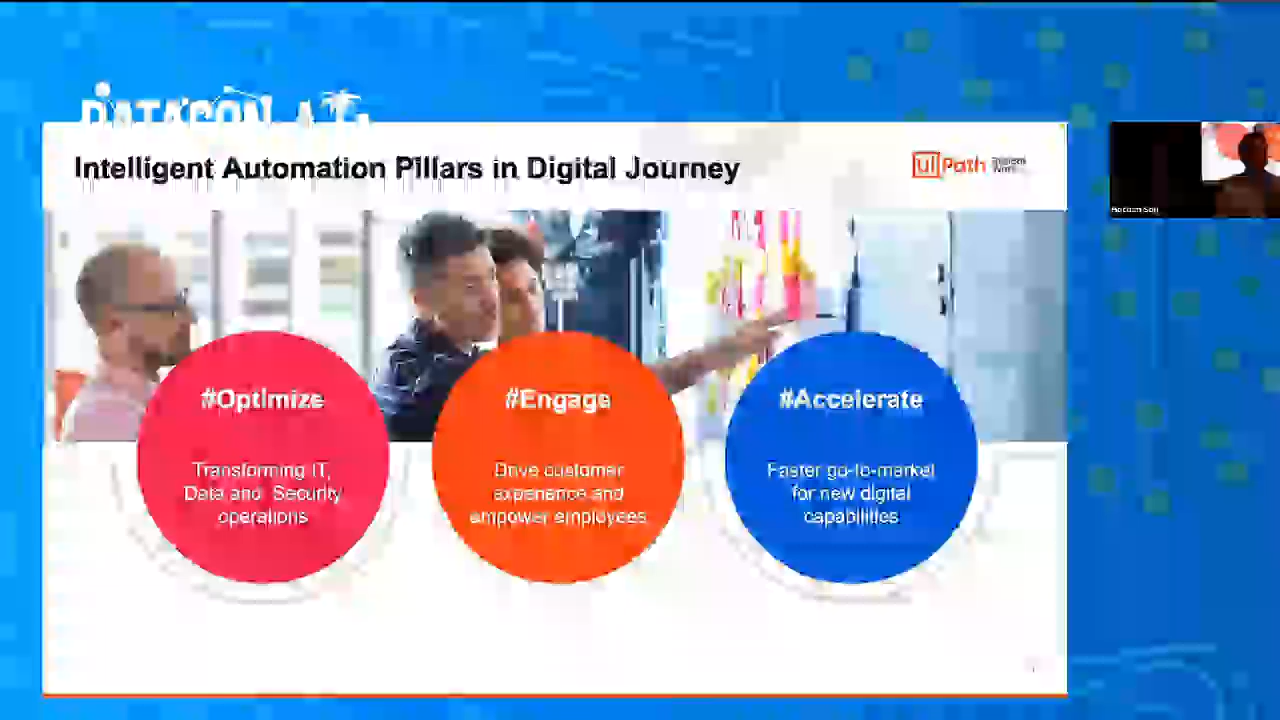 DATACON
Intelligent Automation Pillars in Digital Journey
UiPath
#Optimize
Transforming IT,
Data and Security
operations
#Engage
Drive customer
experience and
empower employees
#Accelerate
Faster go-to-market
for new digital
capabilities